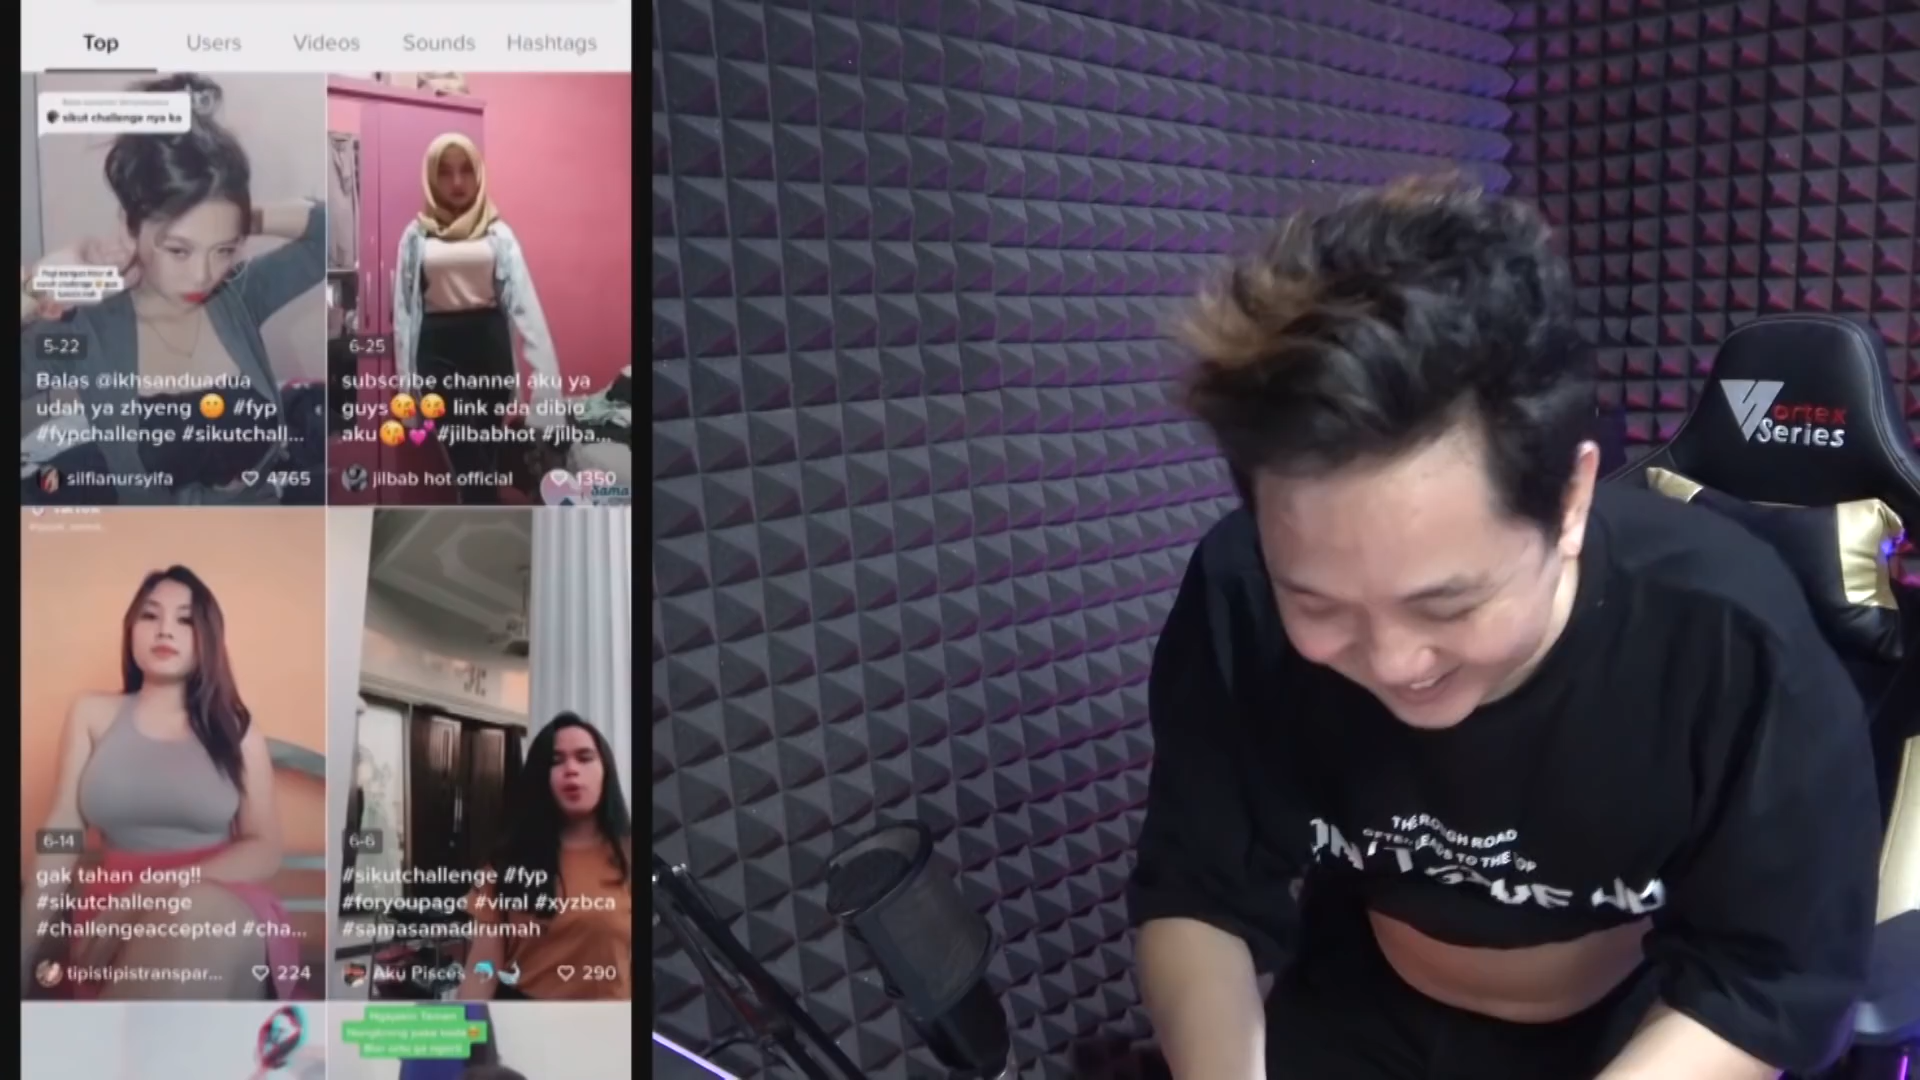 Top Users Videos Sounds Hashtags
sikut challenge nya ka
5-22
Balas @ikhsanduadua
udah ya zhyeng 😶 #fyp
#fypchallenge #sikutchall...
silfianursyifa 4765
6-25
subscribe channel aku ya
guys😘😘 link ada dibio
aku😘💕#jilbabhot #jilba...
jilbab hot official 1350
Sama
6-14
gak tahan dong!!
#sikutchallenge
#challengeaccepted #cha...
tipistipistranspar... 224
6-6
#sikutchallenge #fyp
#foryoupage #viral #xyzbca
#samasamadirumah
Aku Pisces 290
Vortex
Series
THE ROUGH ROAD
OFTEN LEADS TO THE TOP